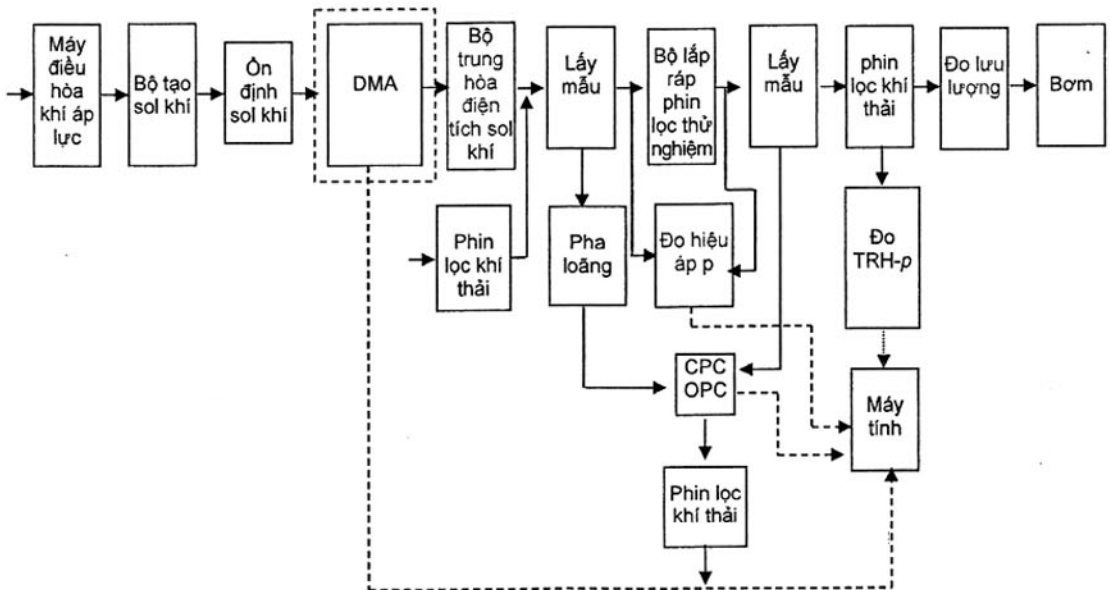 Máy
điều
hòa
khí áp
lực
Bộ tạo
sol khí
Ổn
định
sol khí
DMA
Bộ
trung
hòa
điện
tích sol
khí
Lấy
mẫu
Bộ lắp
ráp
phin
lọc thử
nghiệm
Lấy
mẫu
phin
lọc khí
thải
Đo lưu
lượng
Bơm
Phin
lọc khí
thải
Pha
loãng
Đo hiệu
áp p
Đo
TRH-p
CPC
OPC
Máy
tính
Phin lọc
khí thải